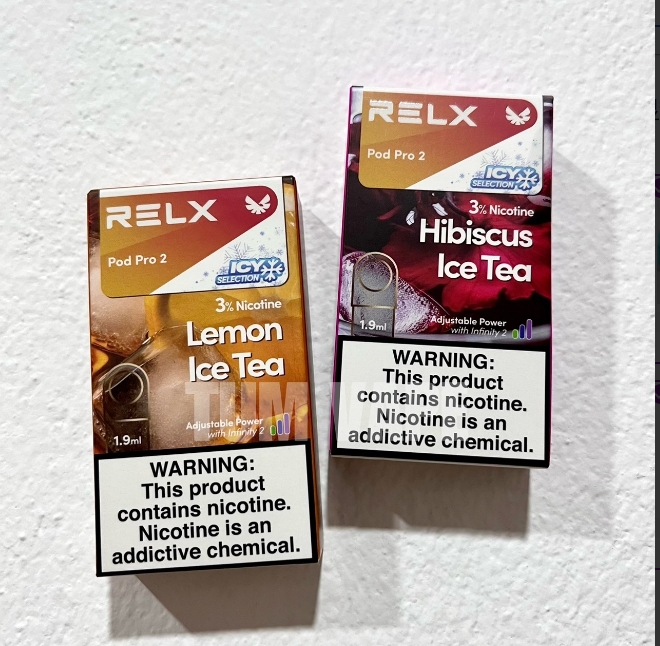 RELX
Pod Pro 2
ICY
SELECTION
3% Nicotine
Lemon
Ice Tea
Adjustable Power
with Infinity 2
1.9ml
WARNING:
This product
contains nicotine.
Nicotine is an
addictive chemical.
RELX
Pod Pro 2
ICY
SELECTION
3% Nicotine
Hibiscus
Ice Tea
Adjustable Power
with Infinity 2
1.9ml
WARNING:
This product
contains nicotine.
Nicotine is an
addictive chemical.